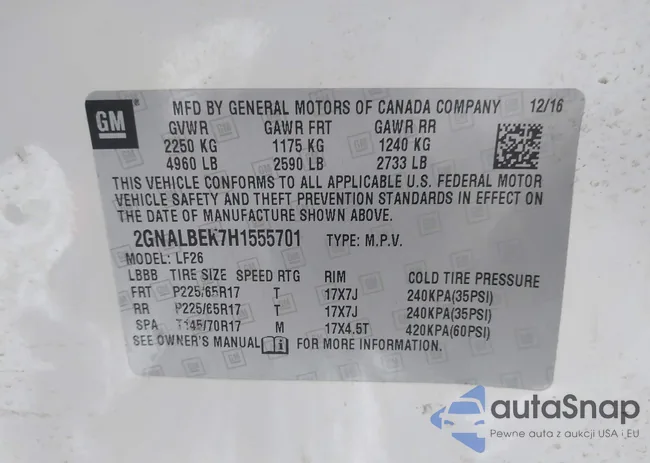 GM
MFD BY GENERAL MOTORS OF CANADA COMPANY 12/16
GVWR GAWR FRT GAWR RR
2250 KG 1175 KG 1240 KG
4960 LB 2590 LB 2733 LB
THIS VEHICLE CONFORMS TO ALL APPLICABLE U.S. FEDERAL MOTOR
VEHICLE SAFETY AND THEFT PREVENTION STANDARDS IN EFFECT ON
THE DATE OF MANUFACTURE SHOWN ABOVE.
2GNALBEK7H1555701 TYPE: M.P.V.
MODEL: LF26
LBBB TIRE SIZE SPEED RTG RIM COLD TIRE PRESSURE
FRT P225/65R17 T 17X7J 240KPA(35PSI)
RR P225/65R17 T 17X7J 240KPA(35PSI)
SPA T145/70R17 M 17X4.5T 420KPA(60PSI)
SEE OWNER'S MANUAL FOR MORE INFORMATION.
autaSnap
Pewne auta z aukcji USA i EU